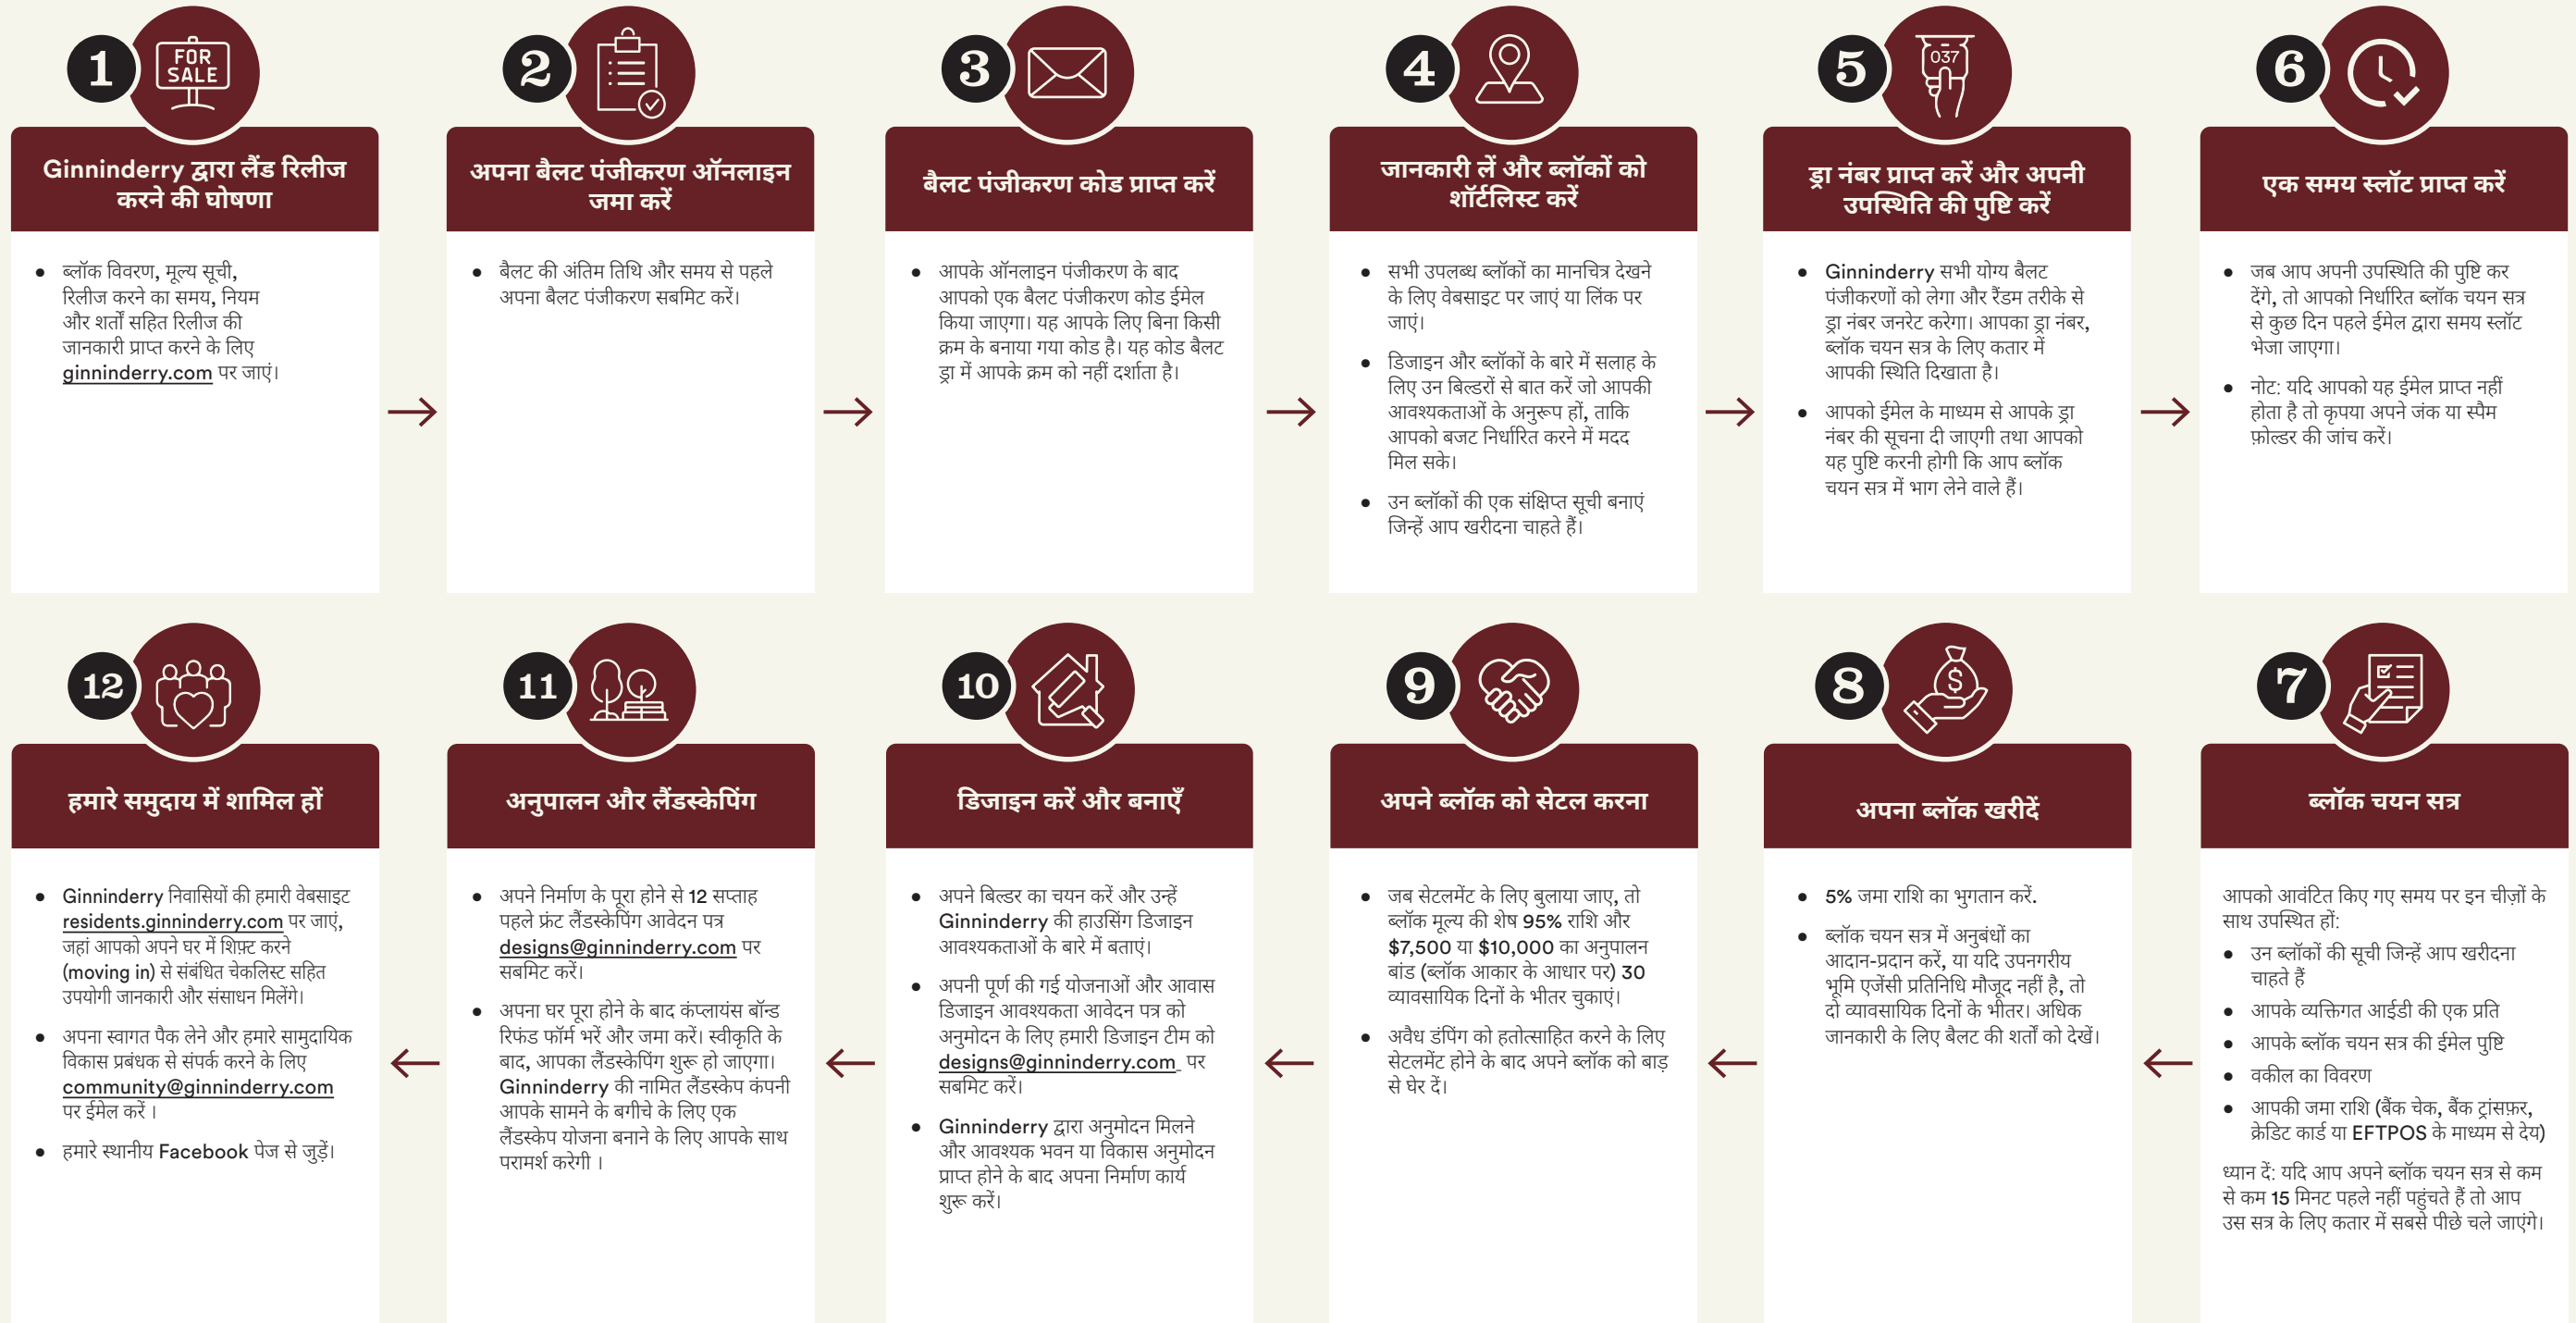 1
FOR
SALE
Ginninderry द्वारा लैंड रिलीज
करने की घोषणा
• ब्लॉक विवरण, मूल्य सूची,
रिलीज करने का समय, नियम
और शर्तों सहित रिलीज की
जानकारी प्राप्त करने के लिए
ginninderry.com पर जाएं।
2
अपना बैलट पंजीकरण ऑनलाइन
जमा करें
• बैलट की अंतिम तिथि और समय से पहले
अपना बैलट पंजीकरण सबमिट करें।
3
बैलट पंजीकरण कोड प्राप्त करें
• आपके ऑनलाइन पंजीकरण के बाद
आपको एक बैलट पंजीकरण कोड ईमेल
किया जाएगा। यह आपके लिए बिना किसी
क्रम के बनाया गया कोड है। यह कोड बैलट
ड्रा में आपके क्रम को नहीं दर्शाता है।
4
जानकारी लें और ब्लॉकों को
शॉर्टलिस्ट करें
• सभी उपलब्ध ब्लॉकों का मानचित्र देखने
के लिए वेबसाइट पर जाएं या लिंक पर
जाएं।
• डिजाइन और ब्लॉकों के बारे में सलाह के
लिए उन बिल्डरों से बात करें जो आपकी
आवश्यकताओं के अनुरूप हों, ताकि
आपको बजट निर्धारित करने में मदद
मिल सके।
• उन ब्लॉकों की एक संक्षिप्त सूची बनाएं
जिन्हें आप खरीदना चाहते हैं।
5
037
ड्रा नंबर प्राप्त करें और अपनी
उपस्थिति की पुष्टि करें
• Ginninderry सभी योग्य बैलट
पंजीकरणों को लेगा और रैंडम तरीके से
ड्रा नंबर जनरेट करेगा। आपका ड्रा नंबर,
ब्लॉक चयन सत्र के लिए कतार में
आपकी स्थिति दिखाता है।
• आपको ईमेल के माध्यम से आपके ड्रा
नंबर की सूचना दी जाएगी तथा आपको
यह पुष्टि करनी होगी कि आप ब्लॉक
चयन सत्र में भाग लेने वाले हैं।
6
एक समय स्लॉट प्राप्त करें
• जब आप अपनी उपस्थिति की पुष्टि कर
देंगे, तो आपको निर्धारित ब्लॉक चयन सत्र
से कुछ दिन पहले ईमेल द्वारा समय स्लॉट
भेजा जाएगा।
• नोट: यदि आपको यह ईमेल प्राप्त नहीं
होता है तो कृपया अपने जंक या स्पैम
फ़ोल्डर की जांच करें।
7
ब्लॉक चयन सत्र
आपको आवंटित किए गए समय पर इन चीज़ों के
साथ उपस्थित हों:
• उन ब्लॉकों की सूची जिन्हें आप खरीदना
चाहते हैं
• आपके व्यक्तिगत आईडी की एक प्रति
• आपके ब्लॉक चयन सत्र की ईमेल पुष्टि
• वकील का विवरण
• आपकी जमा राशि (बैंक चेक, बैंक ट्रांसफ़र,
क्रेडिट कार्ड या EFTPOS के माध्यम से देय)
ध्यान दें: यदि आप अपने ब्लॉक चयन सत्र से कम
से कम 15 मिनट पहले नहीं पहुंचते हैं तो आप
उस सत्र के लिए कतार में सबसे पीछे चले जाएंगे।
8
$
अपना ब्लॉक खरीदें
• 5% जमा राशि का भुगतान करें.
• ब्लॉक चयन सत्र में अनुबंधों का
आदान-प्रदान करें, या यदि उपनगरीय
भूमि एजेंसी प्रतिनिधि मौजूद नहीं है, तो
दो व्यावसायिक दिनों के भीतर। अधिक
जानकारी के लिए बैलट की शर्तों को देखें।
9
अपने ब्लॉक को सेटल करना
• जब सेटलमेंट के लिए बुलाया जाए, तो
ब्लॉक मूल्य की शेष 95% राशि और
$7,500 या $10,000 का अनुपालन
बांड (ब्लॉक आकार के आधार पर) 30
व्यावसायिक दिनों के भीतर चुकाएं।
• अवैध डंपिंग को हतोत्साहित करने के लिए
सेटलमेंट होने के बाद अपने ब्लॉक को बाड़
से घेर दें।
10
डिजाइन करें और बनाएँ
• अपने बिल्डर का चयन करें और उन्हें
Ginninderry की हाउसिंग डिजाइन
आवश्यकताओं के बारे में बताएं।
• अपनी पूर्ण की गई योजनाओं और आवास
डिजाइन आवश्यकता आवेदन पत्र को
अनुमोदन के लिए हमारी डिजाइन टीम को
designs@ginninderry.com पर
सबमिट करें।
• Ginninderry द्वारा अनुमोदन मिलने
और आवश्यक भवन या विकास अनुमोदन
प्राप्त होने के बाद अपना निर्माण कार्य
शुरू करें।
11
अनुपालन और लैंडस्केपिंग
• अपने निर्माण के पूरा होने से 12 सप्ताह
पहले फ्रंट लैंडस्केपिंग आवेदन पत्र
designs@ginninderry.com पर
सबमिट करें।
• अपना घर पूरा होने के बाद कंप्लायंस बॉन्ड
रिफंड फॉर्म भरें और जमा करें। स्वीकृति के
बाद, आपका लैंडस्केपिंग शुरू हो जाएगा।
Ginninderry की नामित लैंडस्केप कंपनी
आपके सामने के बगीचे के लिए एक
लैंडस्केप योजना बनाने के लिए आपके साथ
परामर्श करेगी ।
12
हमारे समुदाय में शामिल हों
• Ginninderry निवासियों की हमारी वेबसाइट
residents.ginninderry.com पर जाएं,
जहां आपको अपने घर में शिफ़्ट करने
(moving in) से संबंधित चेकलिस्ट सहित
उपयोगी जानकारी और संसाधन मिलेंगे।
• अपना स्वागत पैक लेने और हमारे सामुदायिक
विकास प्रबंधक से संपर्क करने के लिए
community@ginninderry.com
पर ईमेल करें ।
• हमारे स्थानीय Facebook पेज से जुड़ें।